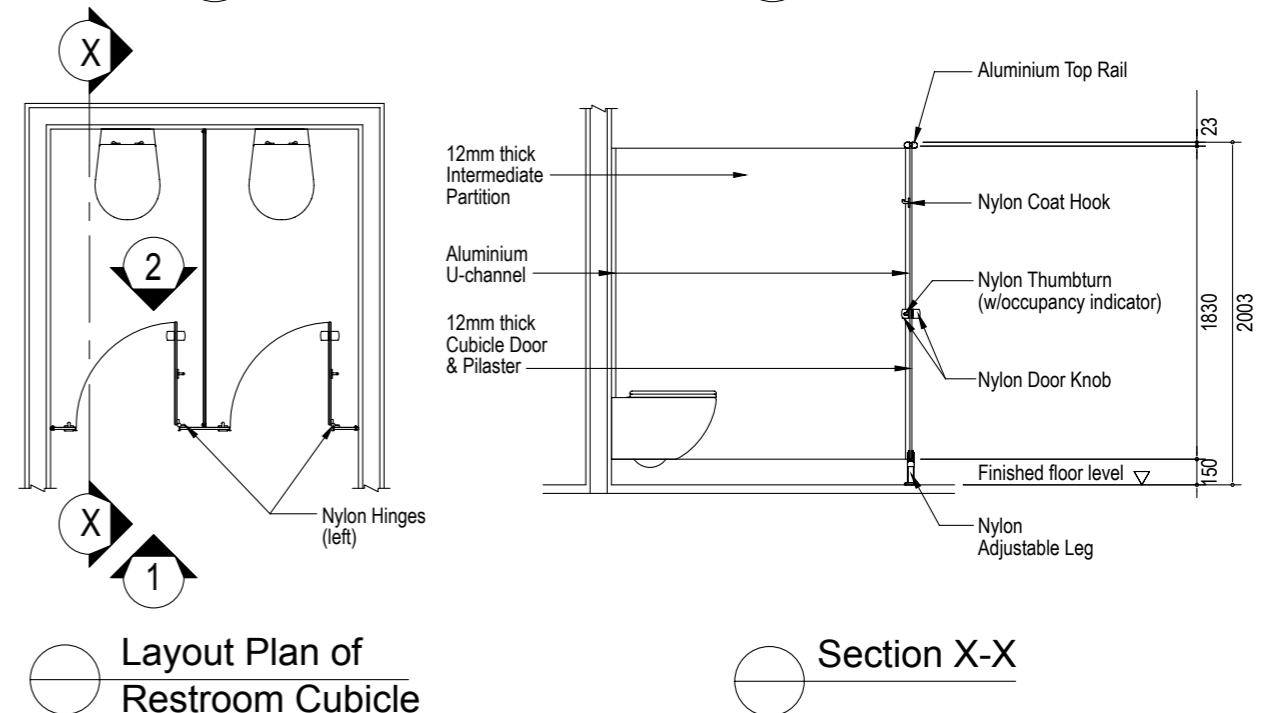 X
2
X
1
Nylon Hinges
(left)
Layout Plan of
Restroom Cubicle
12mm thick
Intermediate
Partition
Aluminium
U-channel
12mm thick
Cubicle Door
& Pilaster
Aluminium Top Rail
Nylon Coat Hook
Nylon Thumbturn
(w/occupancy indicator)
Nylon Door Knob
Finished floor level
Nylon
Adjustable Leg
23
1830
2003
150
Section X-X